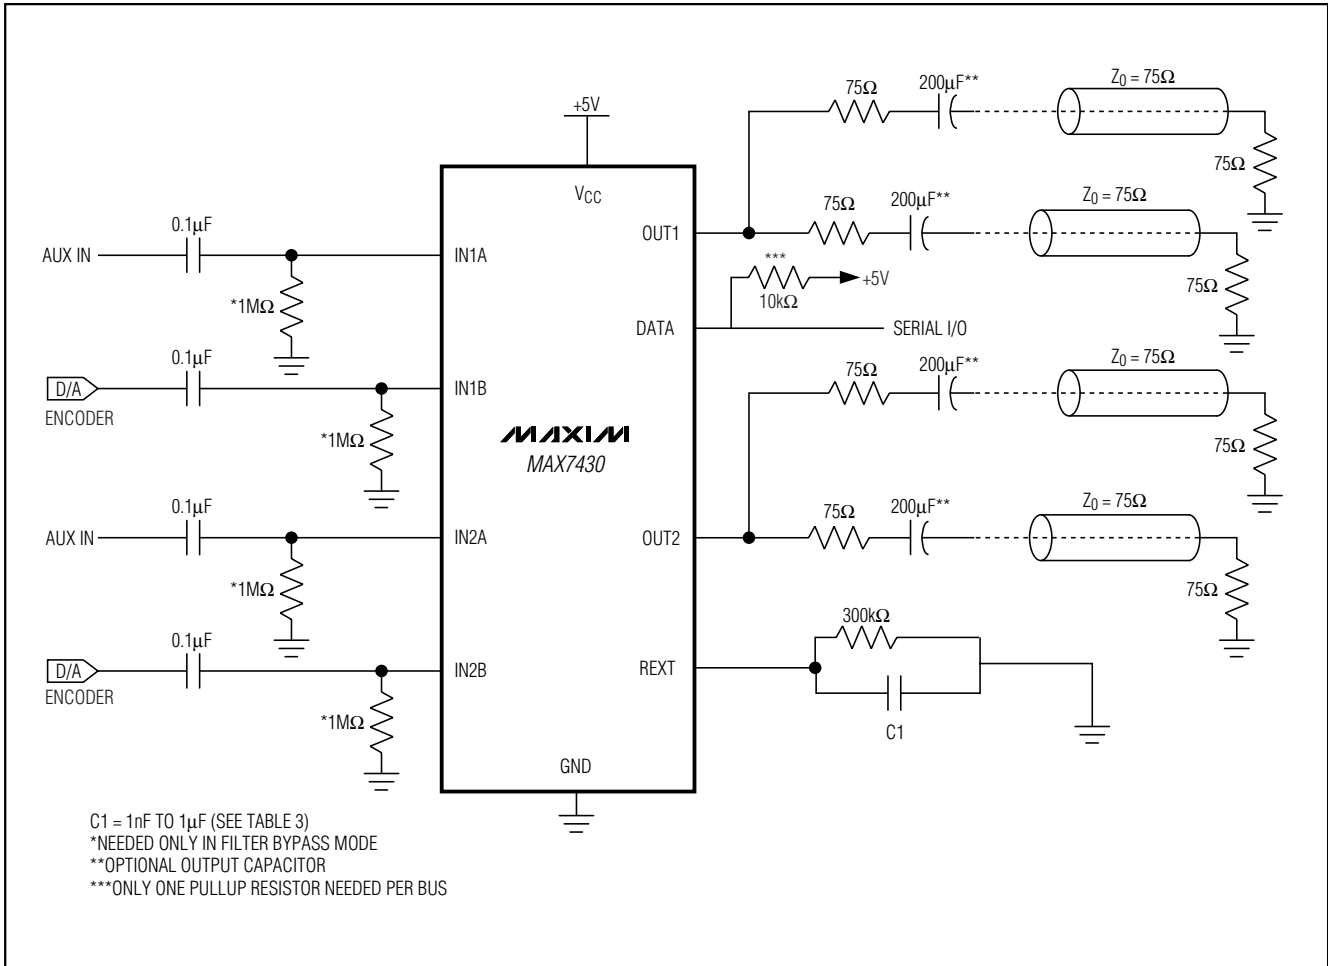 75Ω
200µF**
Z0 = 75Ω
75Ω
+5V
VCC
75Ω
200µF**
Z0 = 75Ω
OUT1
75Ω
0.1µF
AUX IN
IN1A
*1MΩ
***
10kΩ
+5V
DATA
SERIAL I/O
0.1µF
D/A
ENCODER
IN1B
*1MΩ
75Ω
200µF**
Z0 = 75Ω
75Ω
MAXIM
MAX7430
0.1µF
AUX IN
IN2A
*1MΩ
OUT2
75Ω
200µF**
Z0 = 75Ω
75Ω
0.1µF
D/A
ENCODER
IN2B
*1MΩ
REXT
300kΩ
C1
GND
C1 = 1nF TO 1µF (SEE TABLE 3)
*NEEDED ONLY IN FILTER BYPASS MODE
**OPTIONAL OUTPUT CAPACITOR
***ONLY ONE PULLUP RESISTOR NEEDED PER BUS